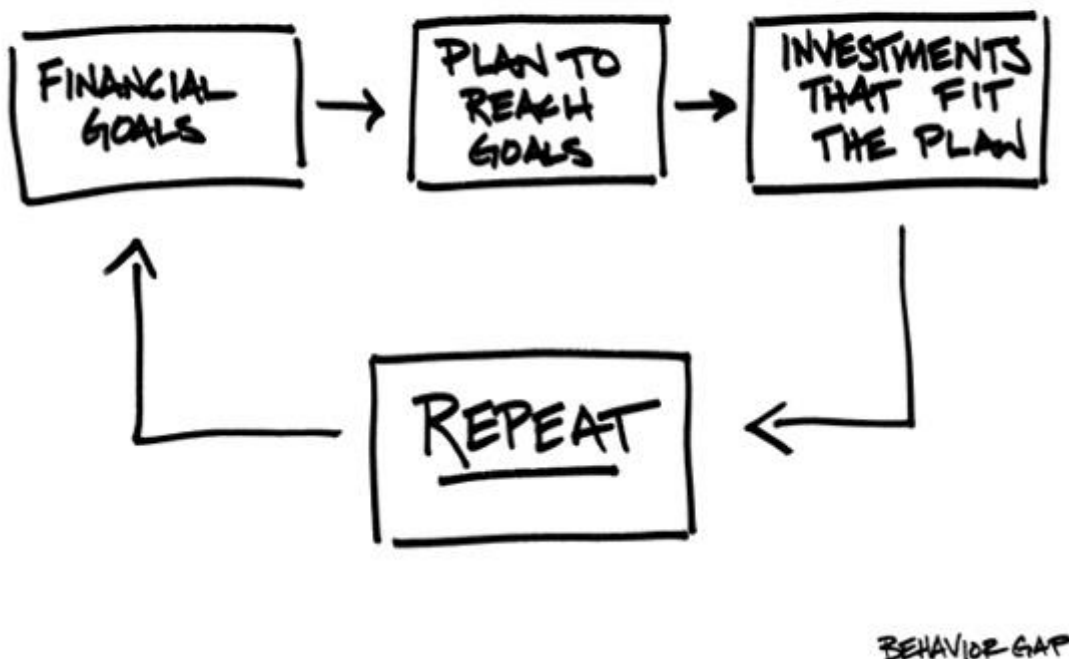 FINANCIAL
GOALS
PLAN TO
REACH
GOALS
INVESTMENTS
THAT FIT
THE PLAN
REPEAT
BEHAVIOR GAP